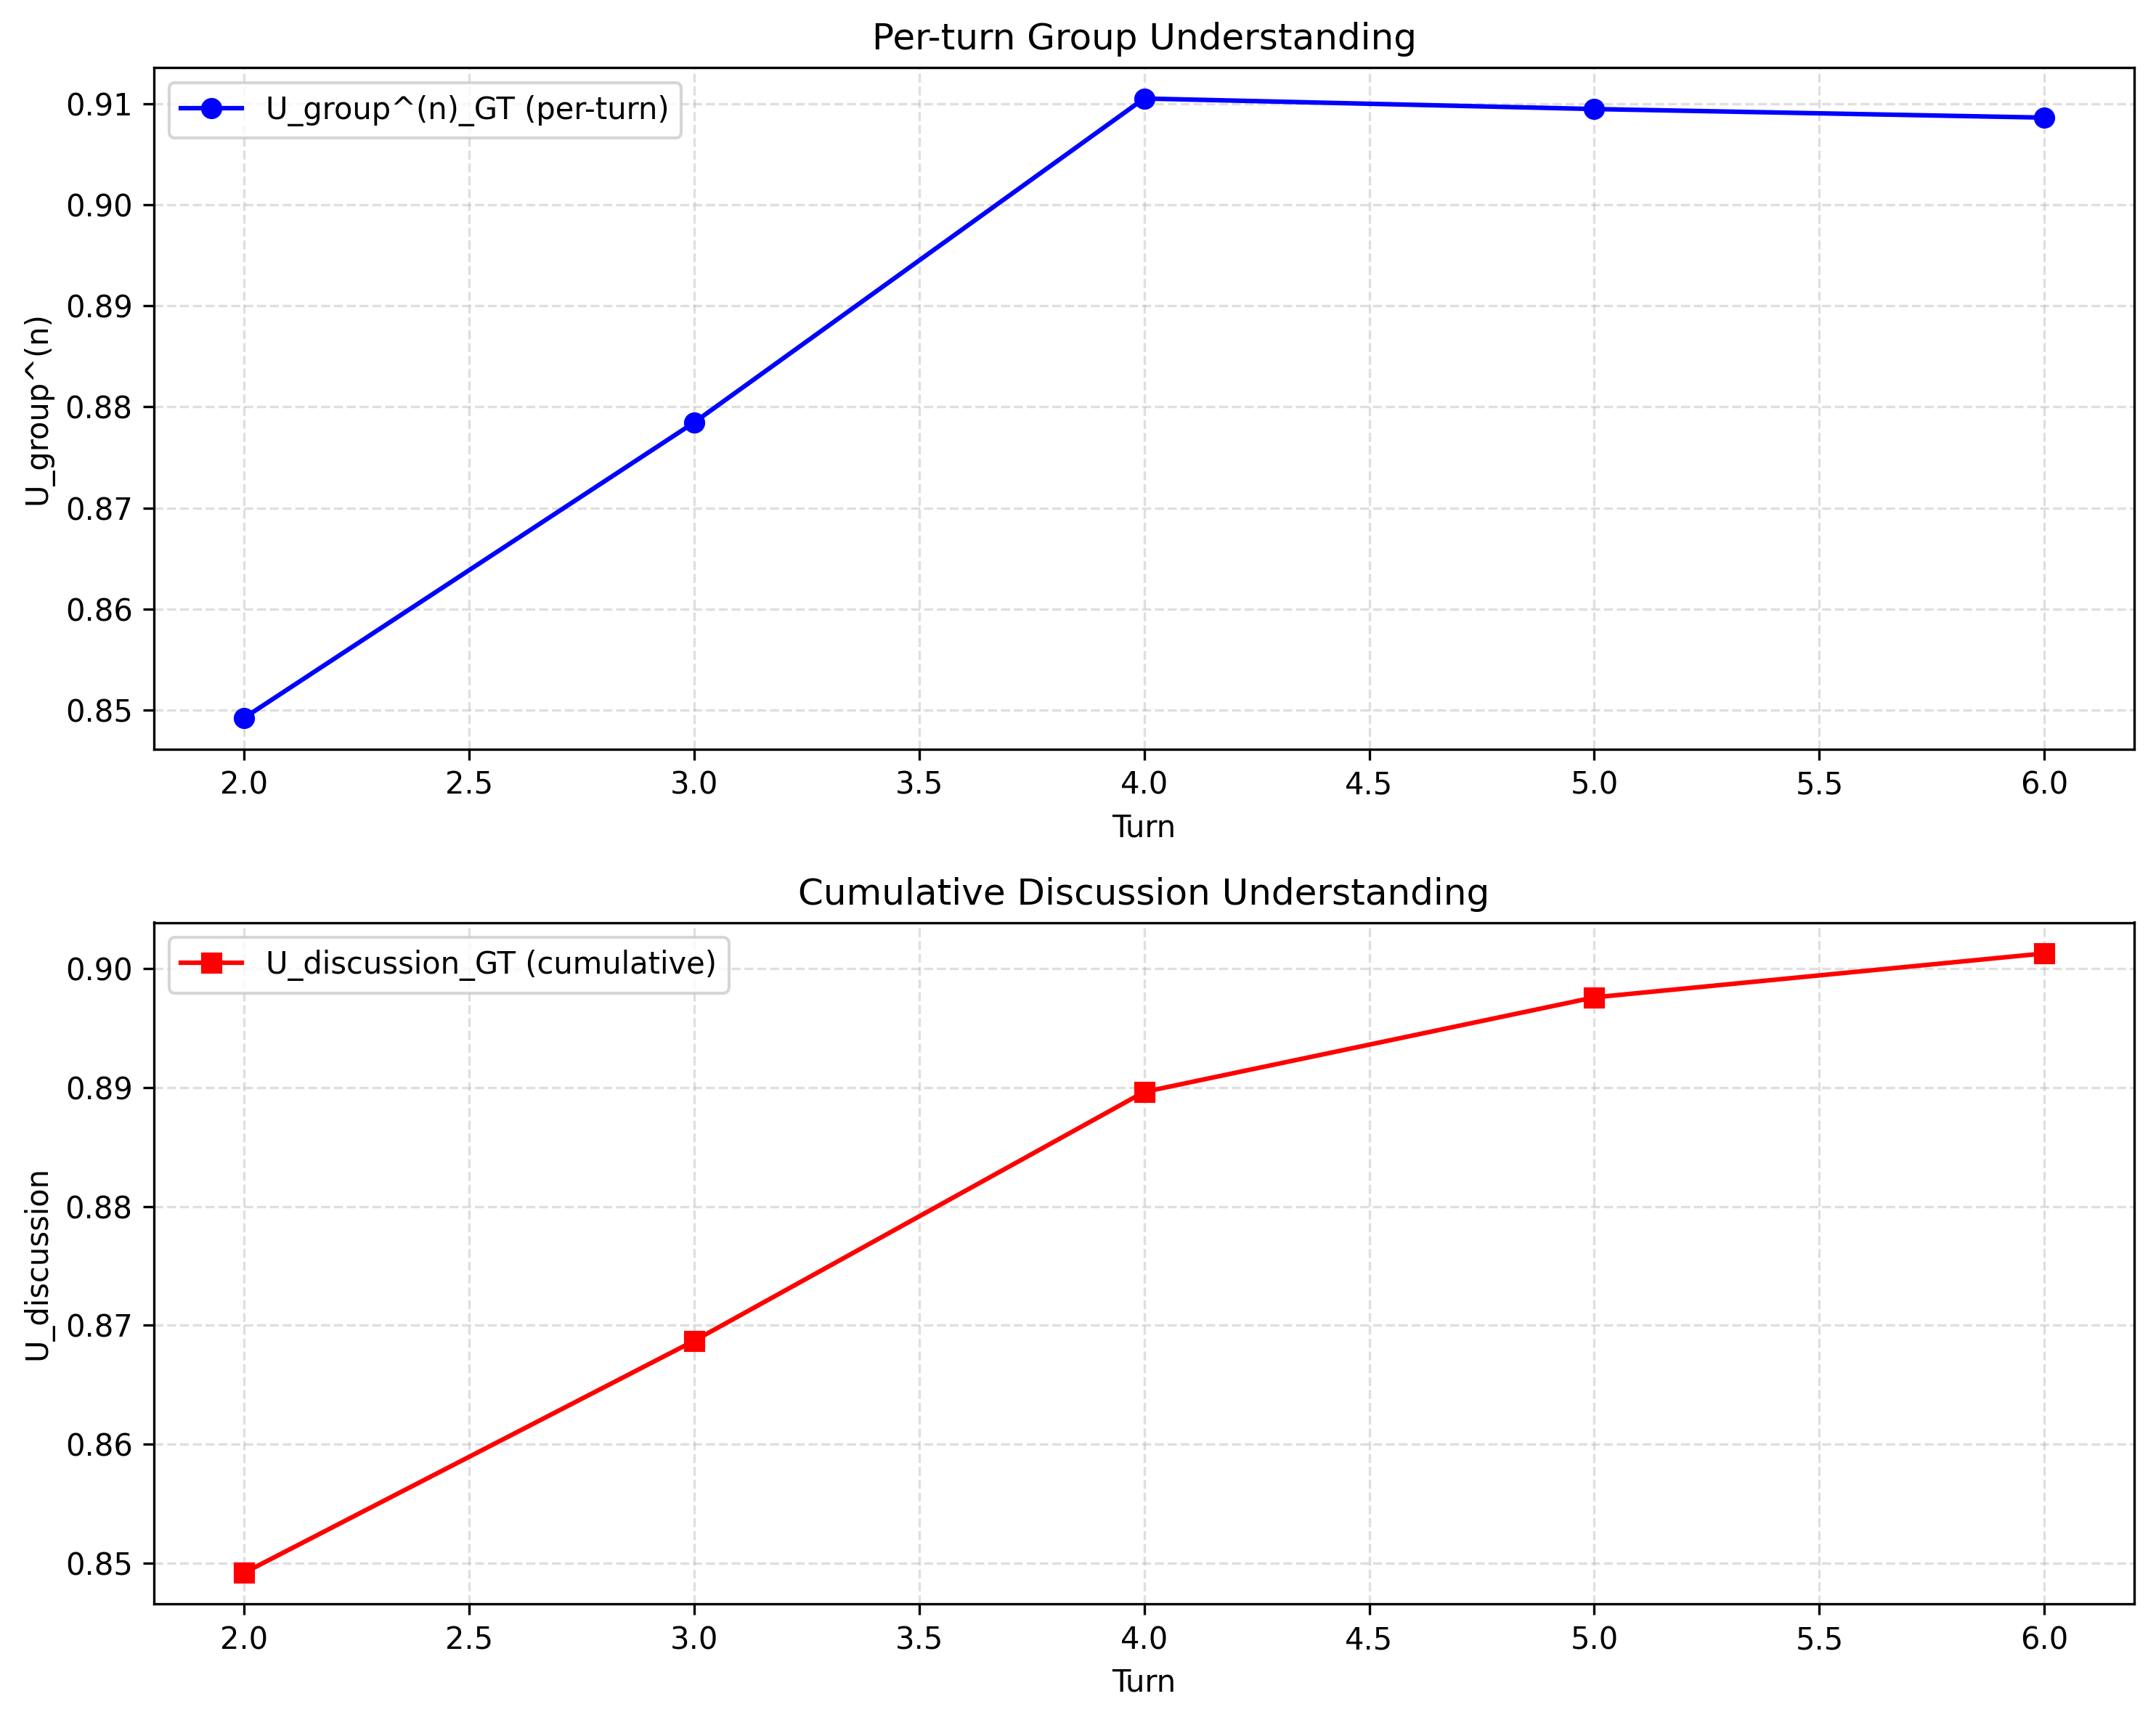 Per-turn Group Understanding
U_group^(n)_GT (per-turn)
0.91
0.90
0.89
0.88
0.87
0.86
0.85
U_group^(n)
2.0 2.5 3.0 3.5 4.0 4.5 5.0 5.5 6.0
Turn
Cumulative Discussion Understanding
U_discussion_GT (cumulative)
0.90
0.89
0.88
0.87
0.86
0.85
U_discussion
2.0 2.5 3.0 3.5 4.0 4.5 5.0 5.5 6.0
Turn